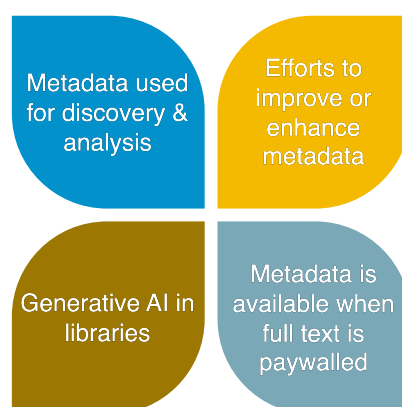 Metadata used
for discovery &
analysis
Efforts to
improve or
enhance
metadata
Generative AI in
libraries
Metadata is
available when
full text is
paywalled